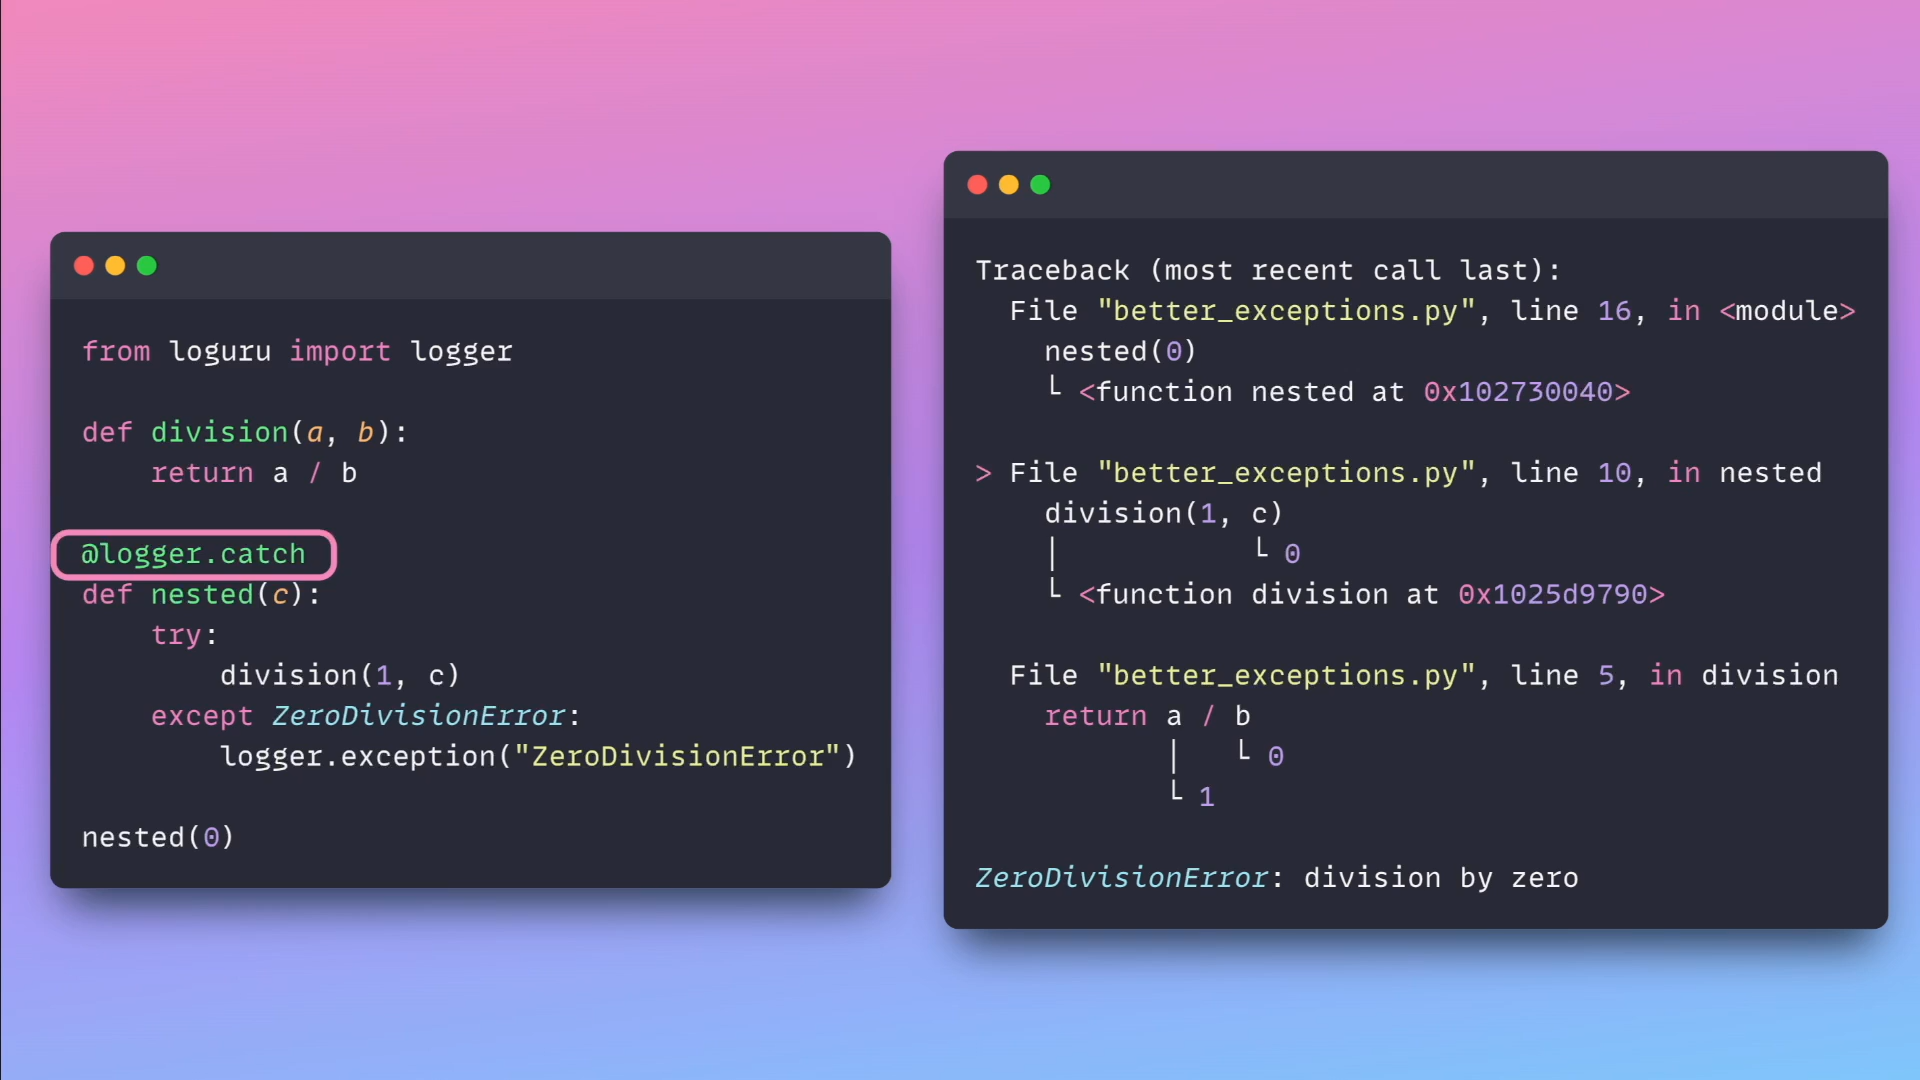 from loguru import logger
def division(a, b):
    return a / b
@logger.catch
def nested(c):
    try:
        division(1, c)
    except ZeroDivisionError:
        logger.exception("ZeroDivisionError")
nested(0)
Traceback (most recent call last):
  File "better_exceptions.py", line 16, in <module>
    nested(0)
    └ <function nested at 0x102730040>
> File "better_exceptions.py", line 10, in nested
    division(1, c)
    │           └ 0
    └ <function division at 0x1025d9790>
  File "better_exceptions.py", line 5, in division
    return a / b
           │   └ 0
           └ 1
ZeroDivisionError: division by zero